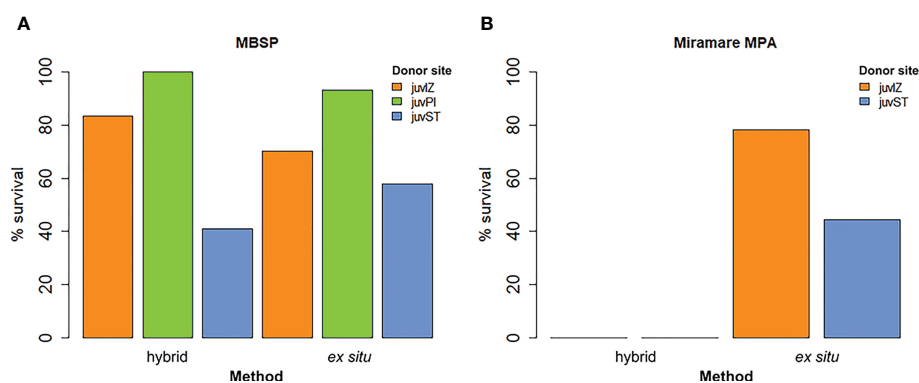 A
MBSP
% survival
100
80
60
40
20
0
Donor site
juvIZ
juvPI
juvST
hybrid
ex situ
Method
B
Miramare MPA
% survival
100
80
60
40
20
0
Donor site
juvIZ
juvST
hybrid
ex situ
Method